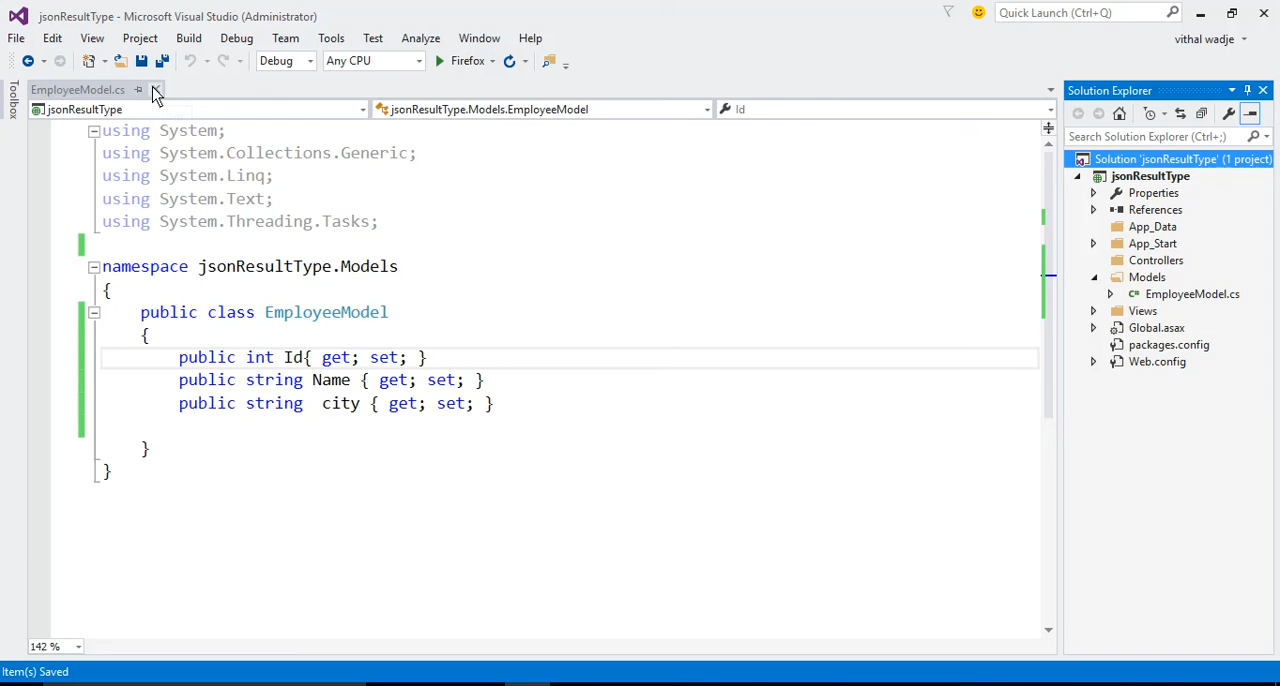 jsonResultType - Microsoft Visual Studio (Administrator)
Quick Launch (Ctrl+Q)
File Edit View Project Build Debug Team Tools Test Analyze Window Help
vithal wadje
Debug Any CPU Firefox
Toolbox
EmployeeModel.cs
jsonResultType jsonResultType.Models.EmployeeModel Id
using System;
using System.Collections.Generic;
using System.Linq;
using System.Text;
using System.Threading.Tasks;
namespace jsonResultType.Models
{
public class EmployeeModel
{
public int Id{ get; set; }
public string Name { get; set; }
public string  city { get; set; }
}
}
142 %
Item(s) Saved
Solution Explorer
Search Solution Explorer (Ctrl+;)
Solution 'jsonResultType' (1 project)
jsonResultType
Properties
References
App_Data
App_Start
Controllers
Models
C# EmployeeModel.cs
Views
Global.asax
packages.config
Web.config